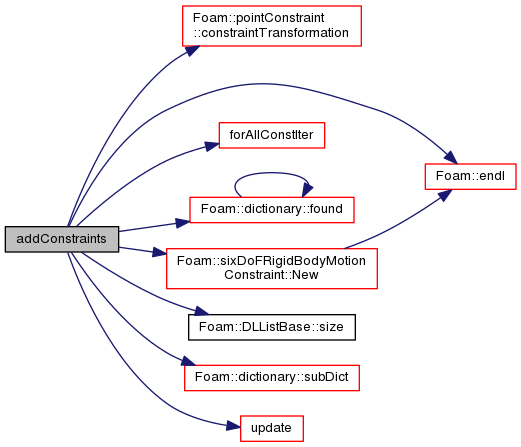 Foam::pointConstraint
::constraintTransformation
forAllConstIter
Foam::endl
Foam::dictionary::found
addConstraints
Foam::sixDoFRigidBodyMotion
Constraint::New
Foam::DLListBase::size
Foam::dictionary::subDict
update